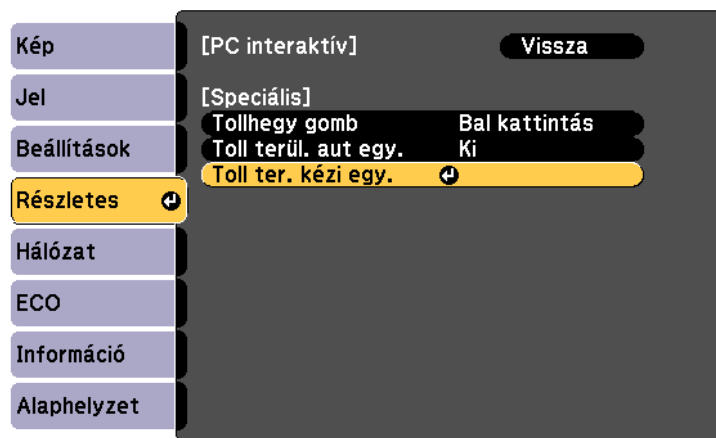 Kép
Jel
Beállítások
Részletes
Hálózat
ECO
Információ
Alaphelyzet
[PC interaktív] Vissza
[Speciális]
Tollhegy gomb Bal kattintás
Toll terül. aut egy. Ki
Toll ter. kézi egy.